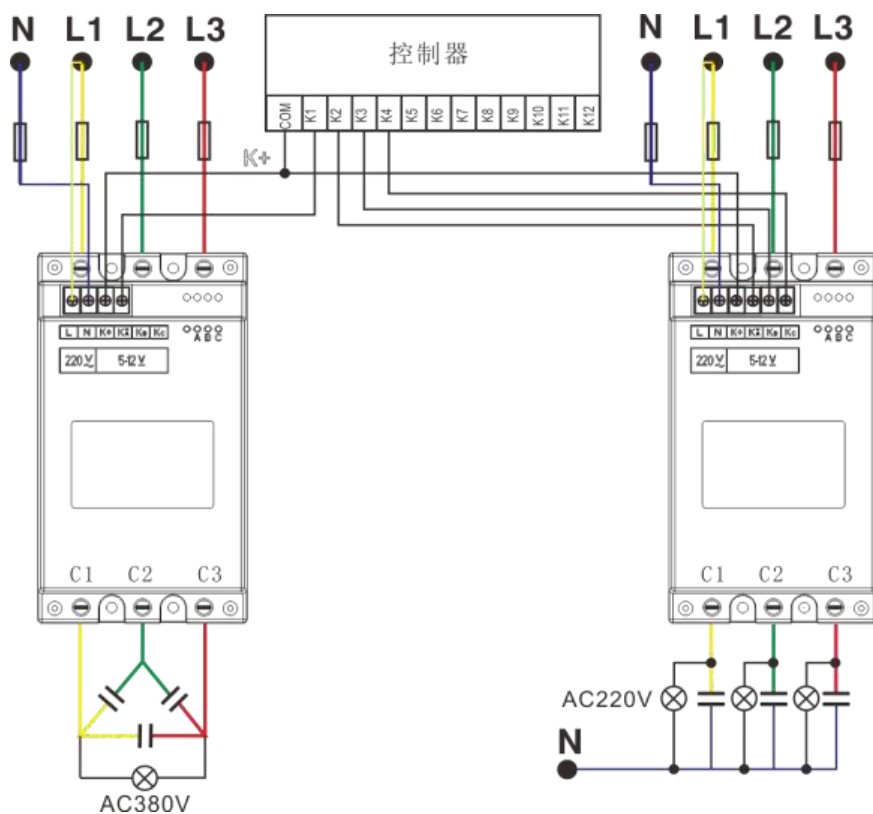 N L1 L2 L3
控制器
N L1 L2 L3
COM K1 K2 K3 K4 K5 K6 K7 K8 K9 K10 K11 K12
K+
L N K+ KB KC
A B C
220V 5-12V
L N K+ KB KC
A B C
220V 5-12V
C1 C2 C3
C1 C2 C3
AC220V
N
AC380V